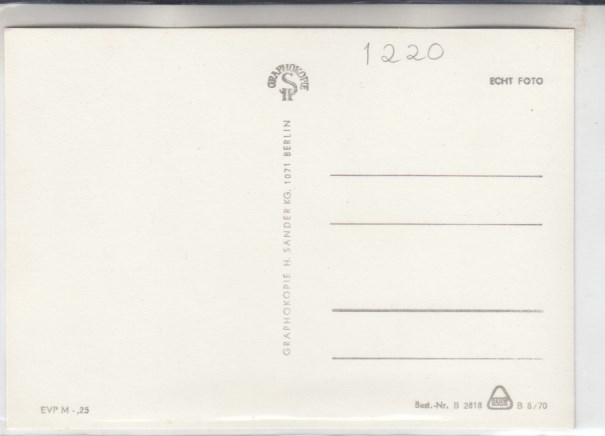 1220
GRAPHOKOPIE
ECHT FOTO
GRAPHOKOPIE H. SANDER KG. 1071 BERLIN
EVP M -,25
Best.-Nr. B 2818 B 8/70